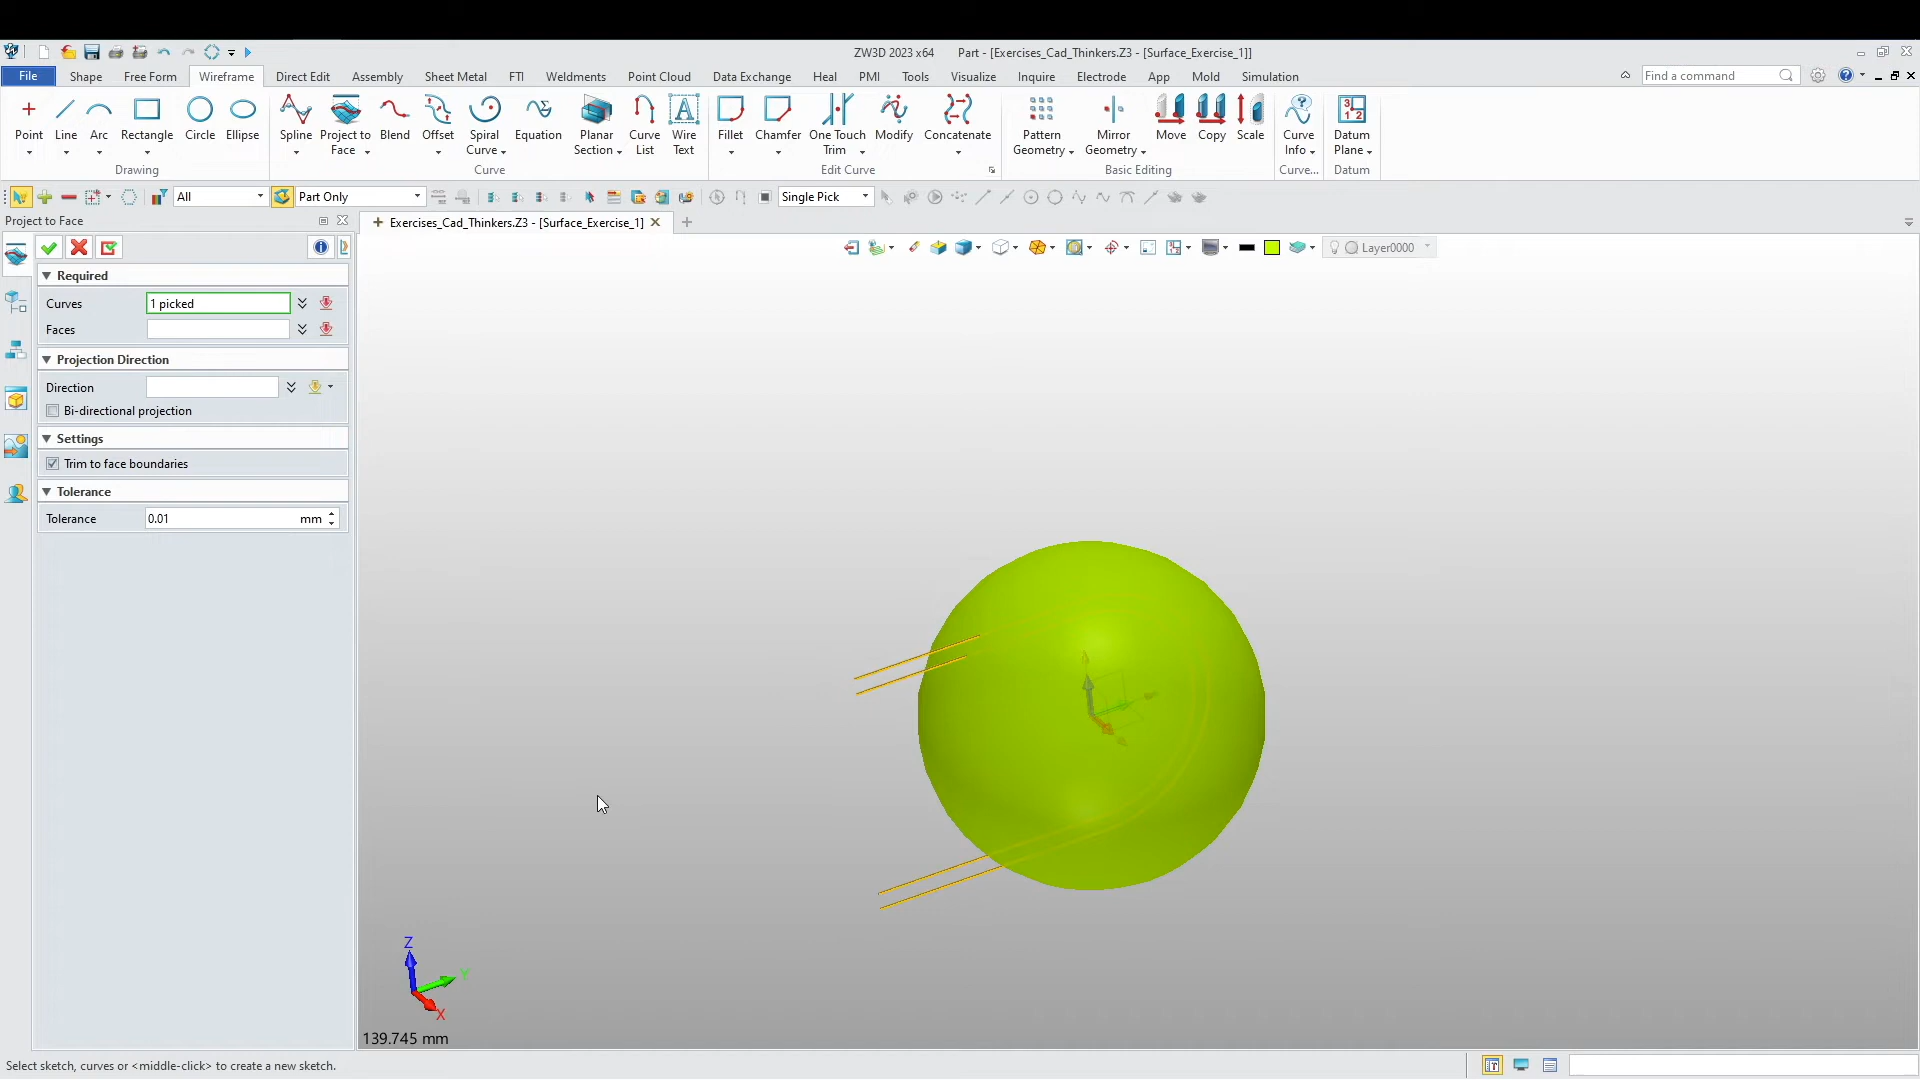 ZW3D 2023 x64 Part - [Exercises_Cad_Thinkers.Z3 - [Surface_Exercise_1]]
File Shape Free Form Wireframe Direct Edit Assembly Sheet Metal FTI Weldments Point Cloud Data Exchange Heal PMI Tools Visualize Inquire Electrode App Mold Simulation Find a command
Point Line Arc Rectangle Circle Ellipse Spline Project to Face Blend Offset Spiral Curve Equation Planar Section Curve List Wire Text Fillet Chamfer One Touch Trim Modify Concatenate Pattern Geometry Mirror Geometry Move Copy Scale Curve Info Datum Plane
Drawing Curve Edit Curve Basic Editing Curve... Datum
All Part Only Single Pick
Project to Face
Exercises_Cad_Thinkers.Z3 - [Surface_Exercise_1]
Layer0000
Required
Curves 1 picked
Faces
Projection Direction
Direction
Bi-directional projection
Settings
Trim to face boundaries
Tolerance
Tolerance 0.01 mm
Z
Y
X
139.745 mm
Select sketch, curves or <middle-click> to create a new sketch.